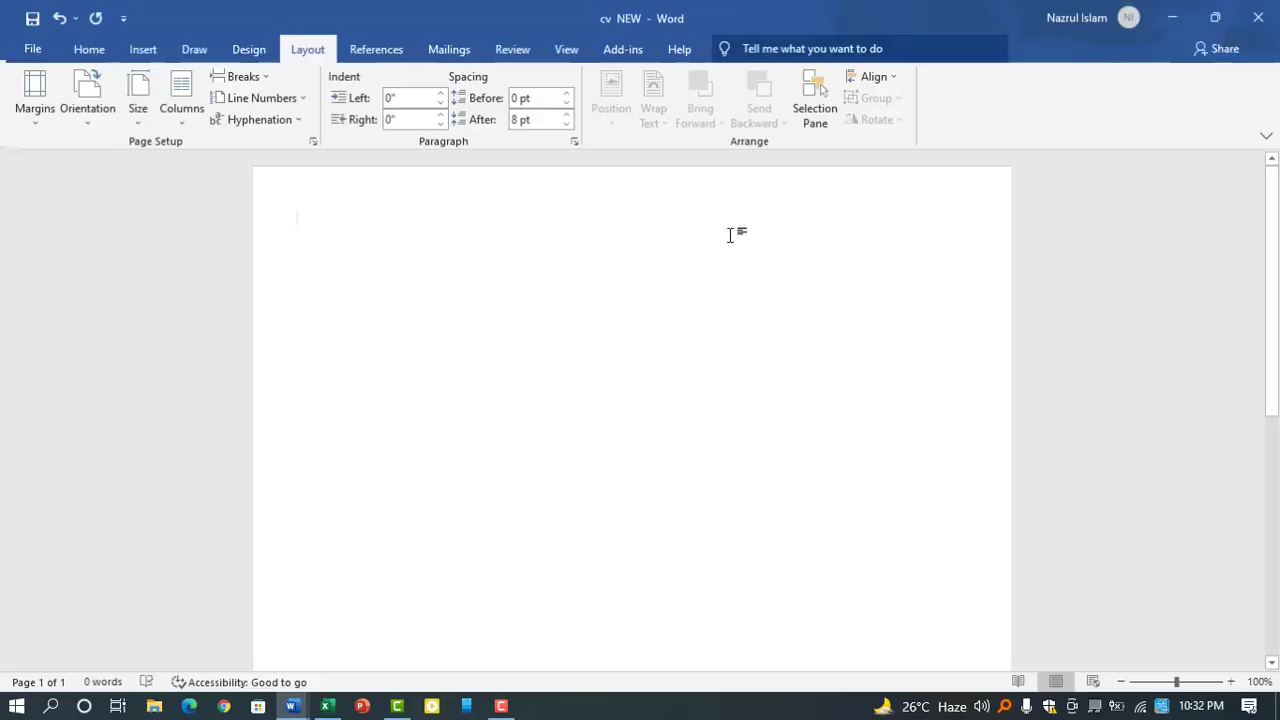 cv NEW - Word
Nazrul Islam NI
File Home Insert Draw Design Layout References Mailings Review View Add-ins Help Tell me what you want to do Share
Margins Orientation Size Columns
Breaks
Line Numbers
Hyphenation
Page Setup
Indent
Left: 0"
Right: 0"
Spacing
Before: 0 pt
After: 8 pt
Paragraph
Position
Wrap
Text
Bring
Forward
Send
Backward
Selection
Pane
Align
Group
Rotate
Arrange
Page 1 of 1 0 words Accessibility: Good to go 100%
26°C Haze 10:32 PM